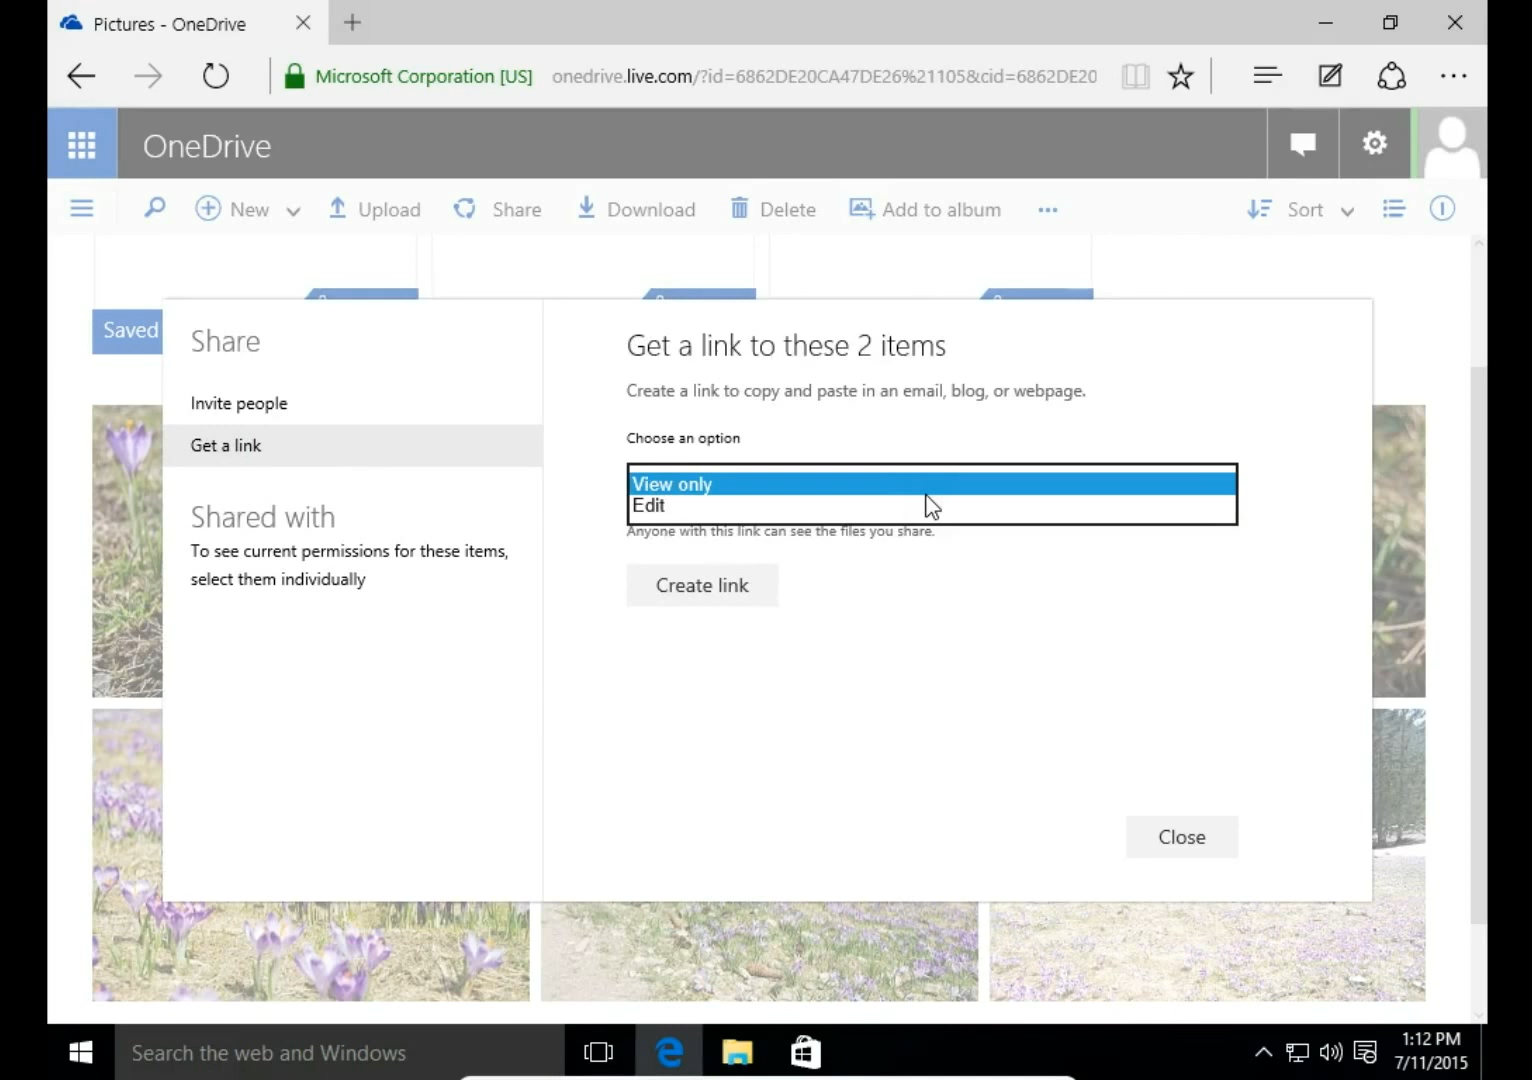 Pictures - OneDrive
Microsoft Corporation [US] onedrive.live.com/?id=6862DE20CA47DE26%21105&cid=6862DE20
OneDrive
New Upload Share Download Delete Add to album Sort
Saved
Share
Invite people
Get a link
Shared with
To see current permissions for these items,
select them individually
Get a link to these 2 items
Create a link to copy and paste in an email, blog, or webpage.
Choose an option
View only
Edit
Anyone with this link can see the files you share.
Create link
Close
Search the web and Windows
1:12 PM
7/11/2015